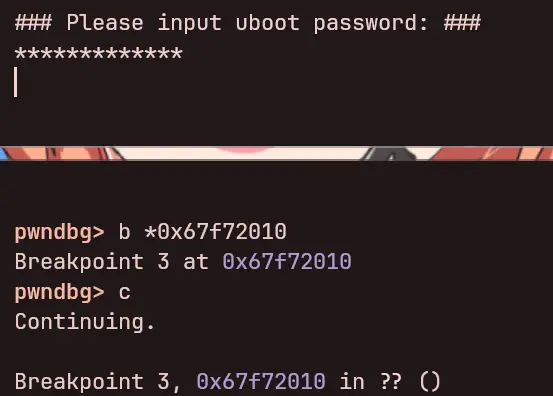 ### Please input uboot password: ###
*************
pwndbg> b *0x67f72010
Breakpoint 3 at 0x67f72010
pwndbg> c
Continuing.
Breakpoint 3, 0x67f72010 in ?? ()